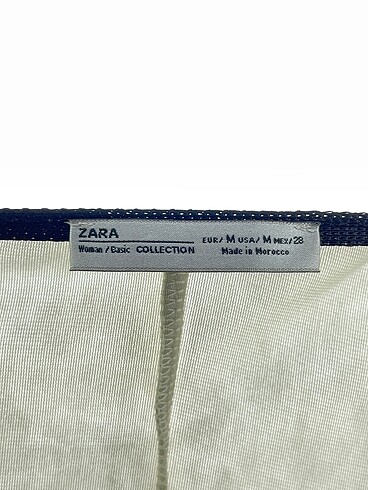 ZARA
Woman / Basic COLLECTION
EUR/ M USA/ M MEX/ 28
Made in Morocco